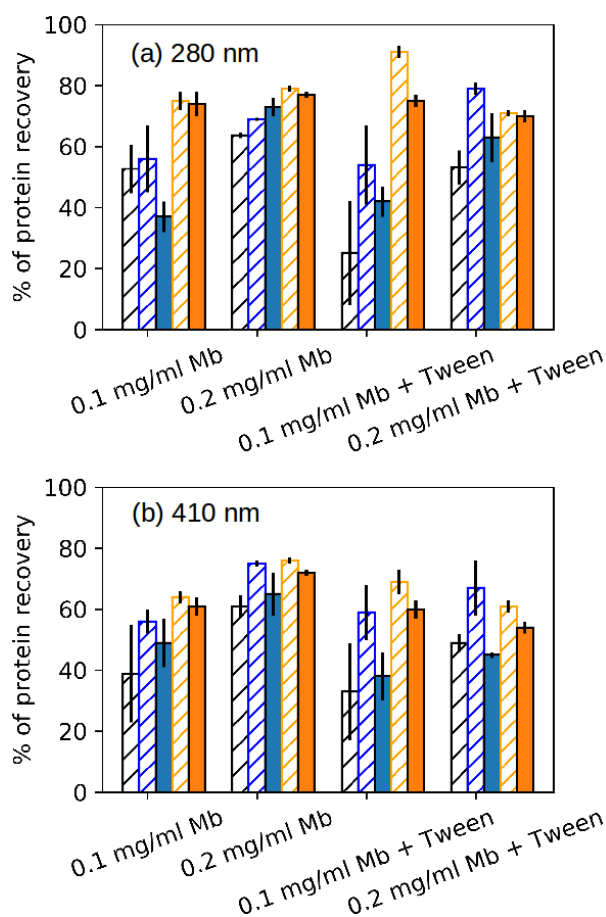 (a) 280 nm
% of protein recovery
100
80
60
40
20
0
0.1 mg/ml Mb
0.2 mg/ml Mb
0.1 mg/ml Mb + Tween
0.2 mg/ml Mb + Tween
(b) 410 nm
% of protein recovery
100
80
60
40
20
0
0.1 mg/ml Mb
0.2 mg/ml Mb
0.1 mg/ml Mb + Tween
0.2 mg/ml Mb + Tween